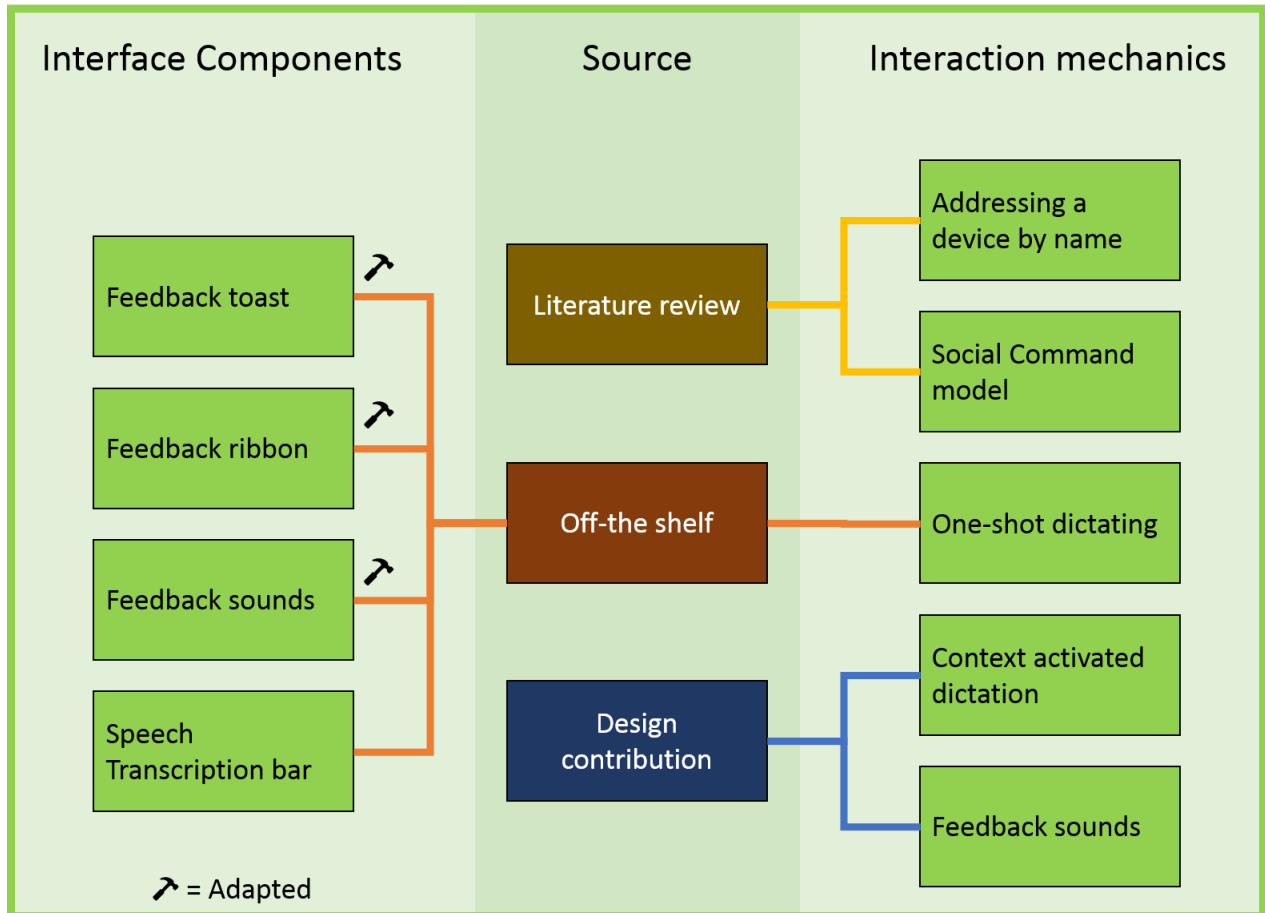 Interface Components
Source
Interaction mechanics
Feedback toast
Feedback ribbon
Feedback sounds
Speech
Transcription bar
= Adapted
Literature review
Off-the shelf
Design
contribution
Addressing a
device by name
Social Command
model
One-shot dictating
Context activated
dictation
Feedback sounds